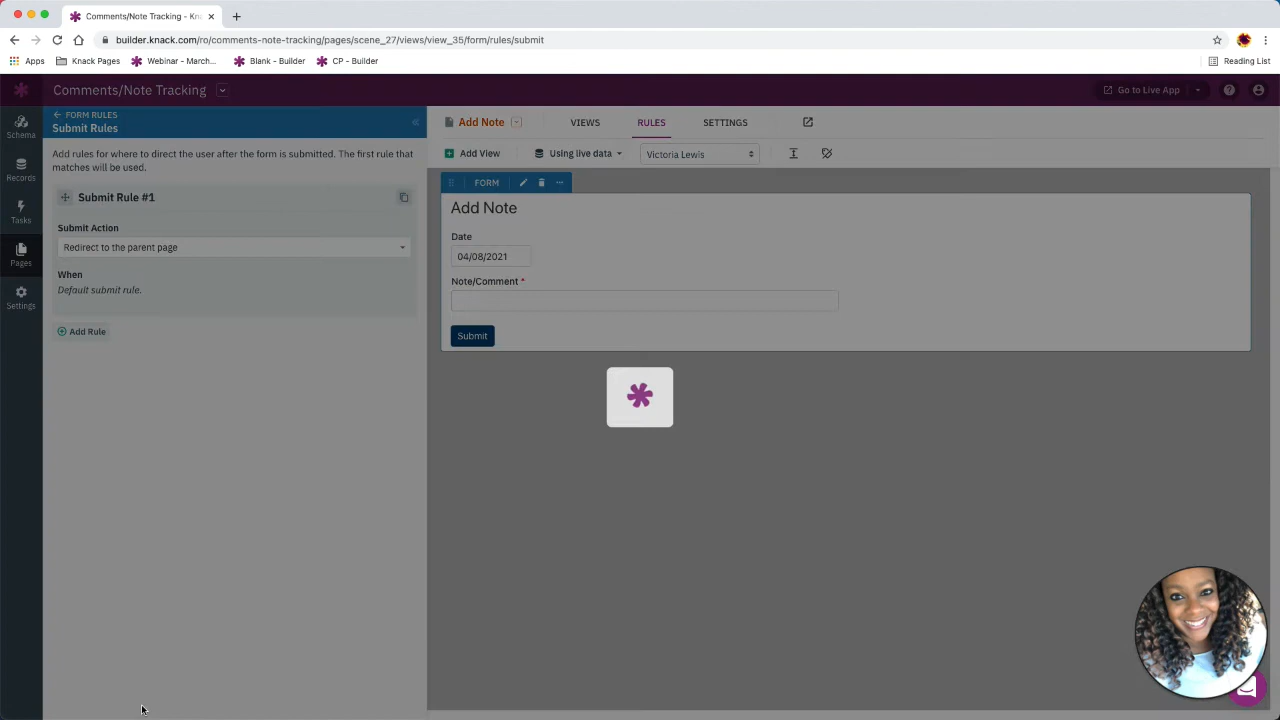 Comments/Note Tracking - Kna
builder.knack.com/ro/comments-note-tracking/pages/scene_27/views/view_35/form/rules/submit
Apps
Knack Pages
Webinar - March...
Blank - Builder
CP - Builder
Reading List
Comments/Note Tracking
Go to Live App
Schema
Records
Tasks
Pages
Settings
FORM RULES
Submit Rules
Add rules for where to direct the user after the form is submitted. The first rule that
matches will be used.
Submit Rule #1
Submit Action
Redirect to the parent page
When
Default submit rule.
Add Rule
Add Note
VIEWS
RULES
SETTINGS
Add View
Using live data
Victoria Lewis
FORM
Add Note
Date
04/08/2021
Note/Comment *
Submit